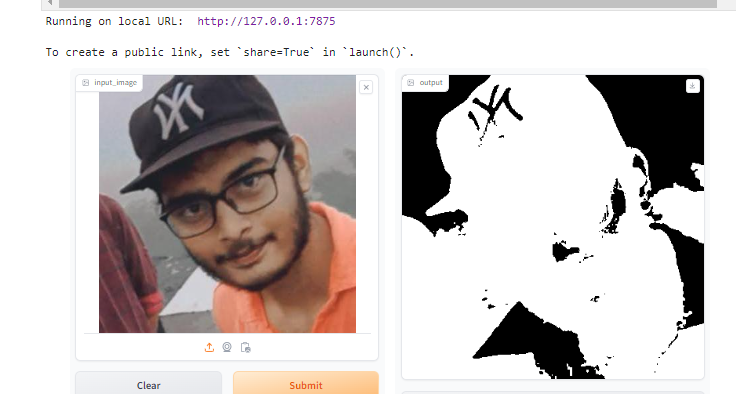 Running on local URL:  http://127.0.0.1:7875
To create a public link, set `share=True` in `launch()`.
input_image
output
NY
Clear
Submit